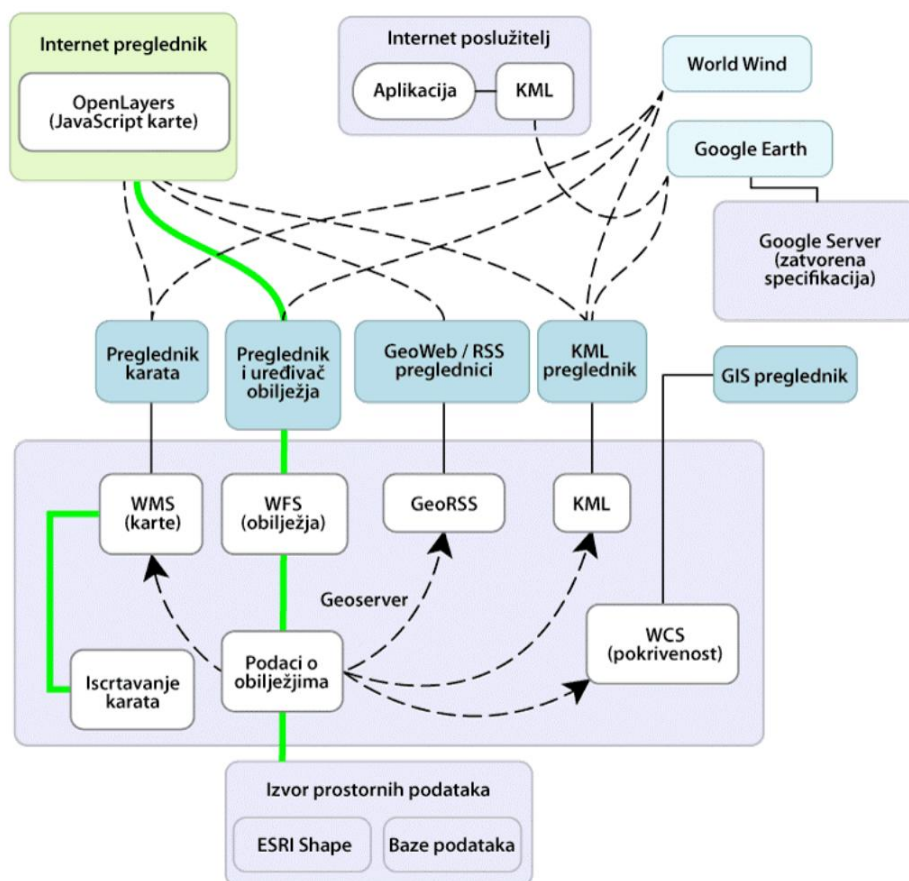 Internet preglednik
OpenLayers
(JavaScript karte)
Internet poslužitelj
Aplikacija
KML
World Wind
Google Earth
Google Server
(zatvorena
specifikacija)
Preglednik
karata
Preglednik
i uređivač
obilježja
GeoWeb / RSS
preglednici
KML
preglednik
GIS preglednik
WMS
(karte)
WFS
(obilježja)
GeoRSS
KML
Geoserver
WCS
(pokrivenost)
Iscrtavanje
karata
Podaci o
obilježjima
Izvor prostornih podataka
ESRI Shape
Baze podataka